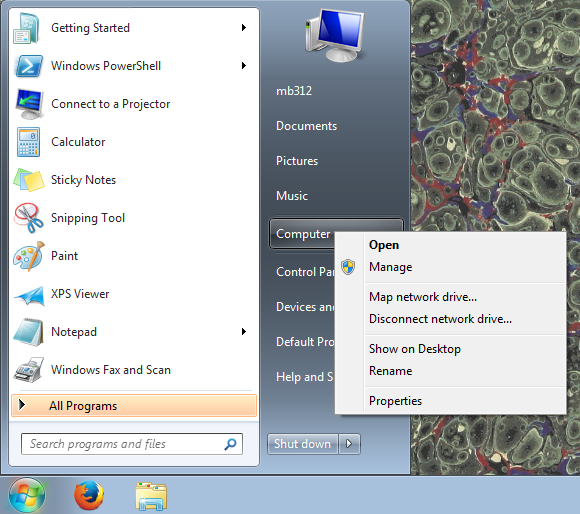 Getting Started
Windows PowerShell
Connect to a Projector
Calculator
Sticky Notes
Snipping Tool
Paint
XPS Viewer
Notepad
Windows Fax and Scan
All Programs
Search programs and files
mb312
Documents
Pictures
Music
Computer
Control Pa
Devices an
Default Pro
Help and S
Shut down
Open
Manage
Map network drive...
Disconnect network drive...
Show on Desktop
Rename
Properties